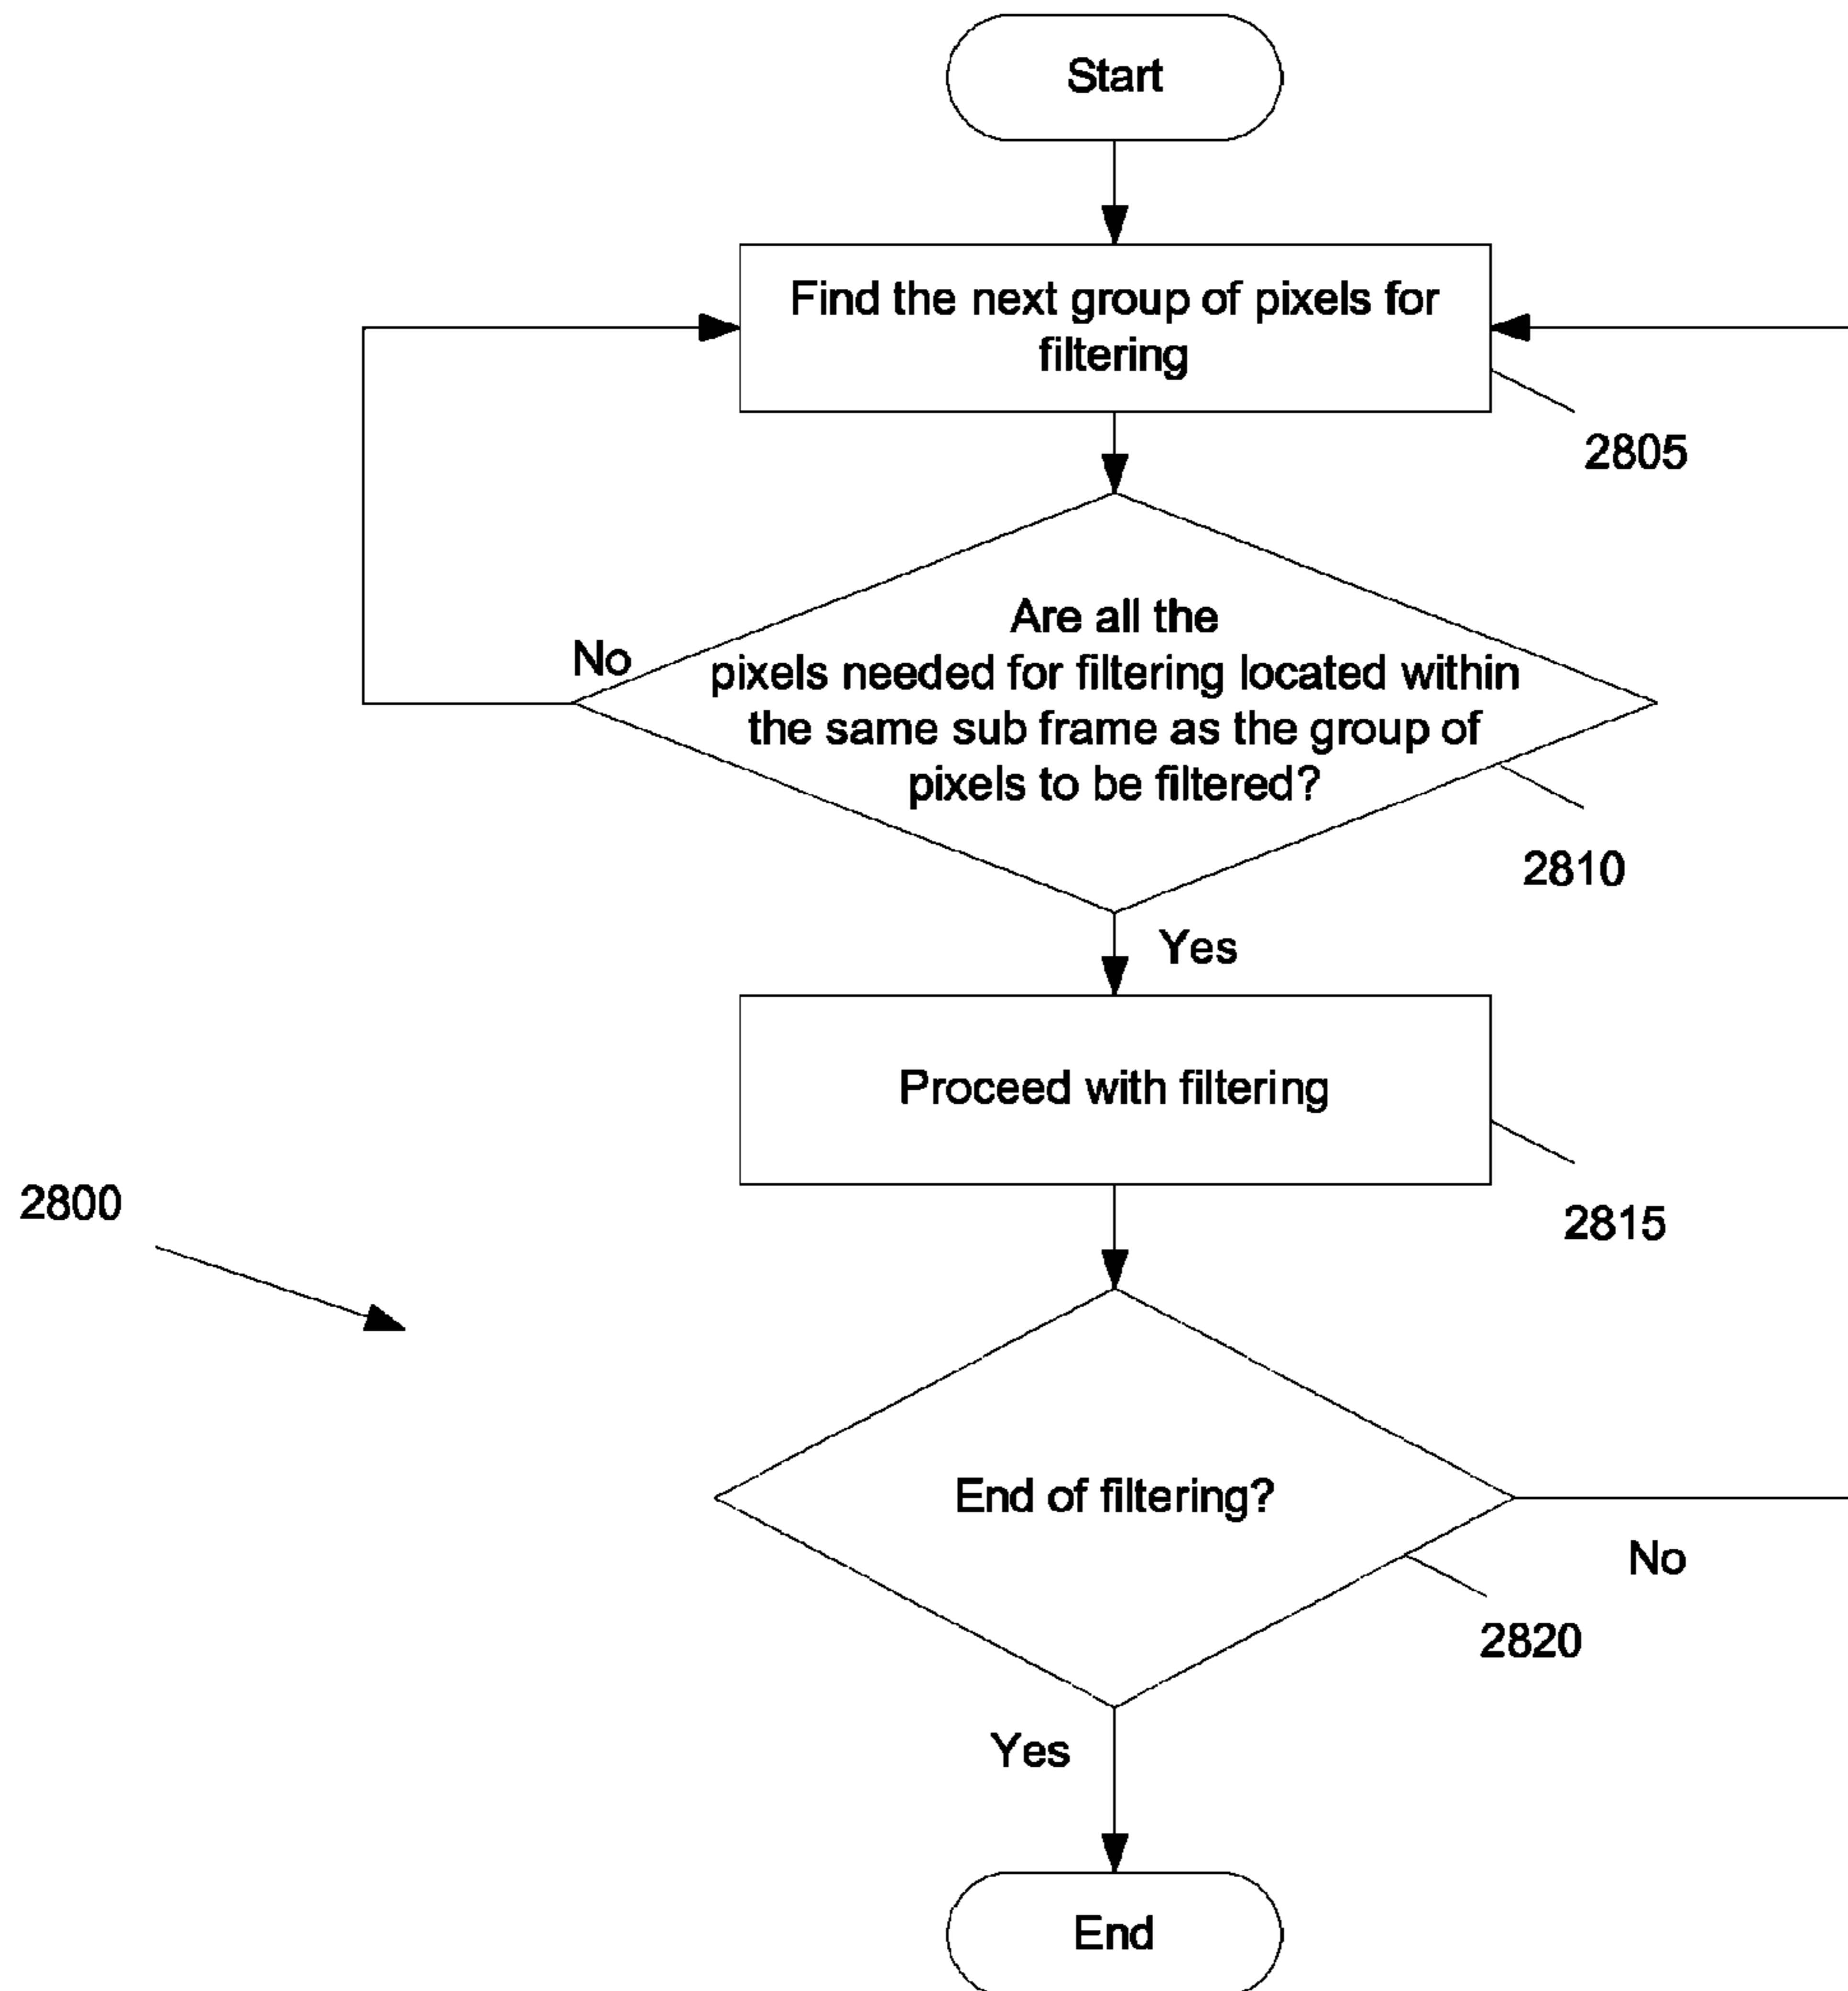 Start
Find the next group of pixels for
filtering
2805
Are all the
No
pixels needed for filtering located within
the same sub frame as the group of
pixels to be filtered?
2810
Yes
Proceed with filtering
2800
2815
End of filtering?
No
2820
Yes
End